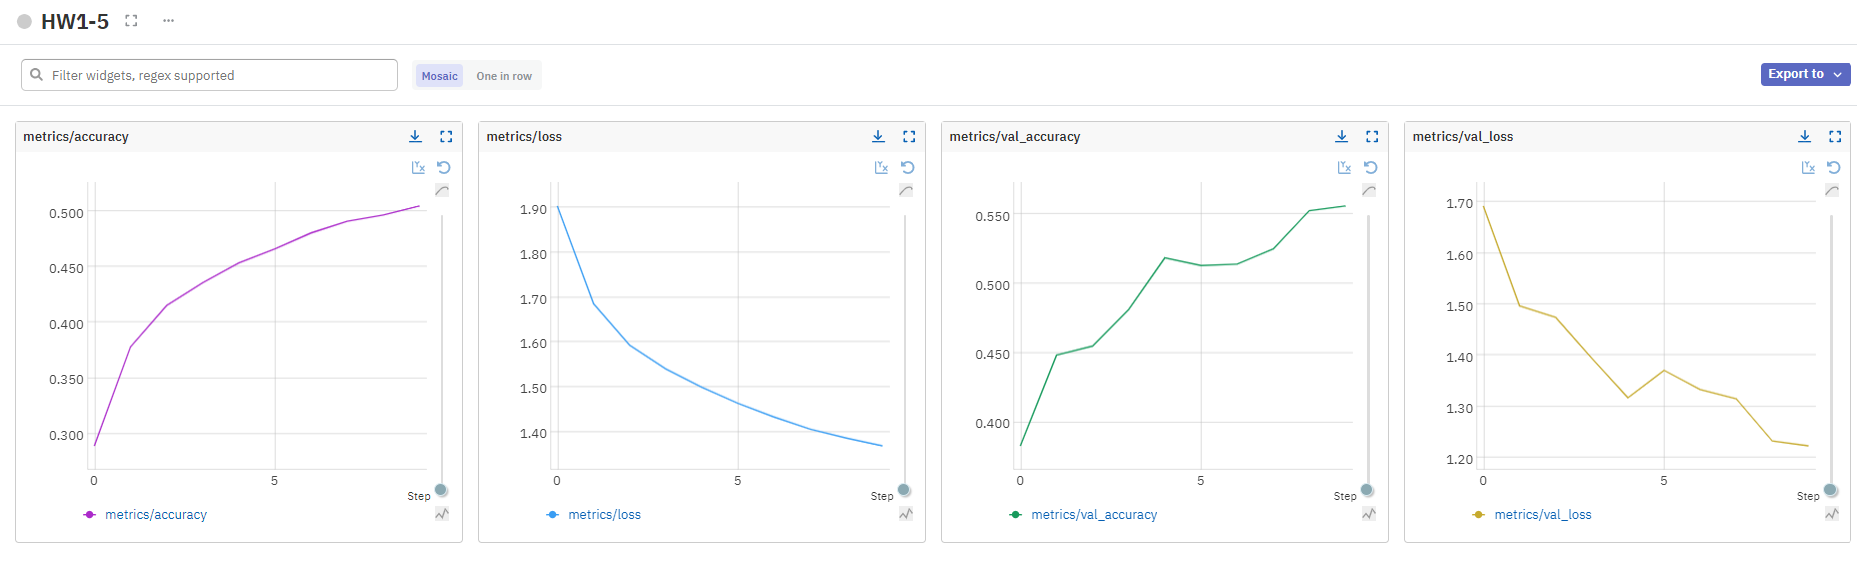 HW1-5
Filter widgets, regex supported
Mosaic
One in row
Export to
metrics/accuracy
0.500
0.450
0.400
0.350
0.300
0
5
Step
metrics/accuracy
metrics/loss
1.90
1.80
1.70
1.60
1.50
1.40
0
5
Step
metrics/loss
metrics/val_accuracy
0.550
0.500
0.450
0.400
0
5
Step
metrics/val_accuracy
metrics/val_loss
1.70
1.60
1.50
1.40
1.30
1.20
0
5
Step
metrics/val_loss